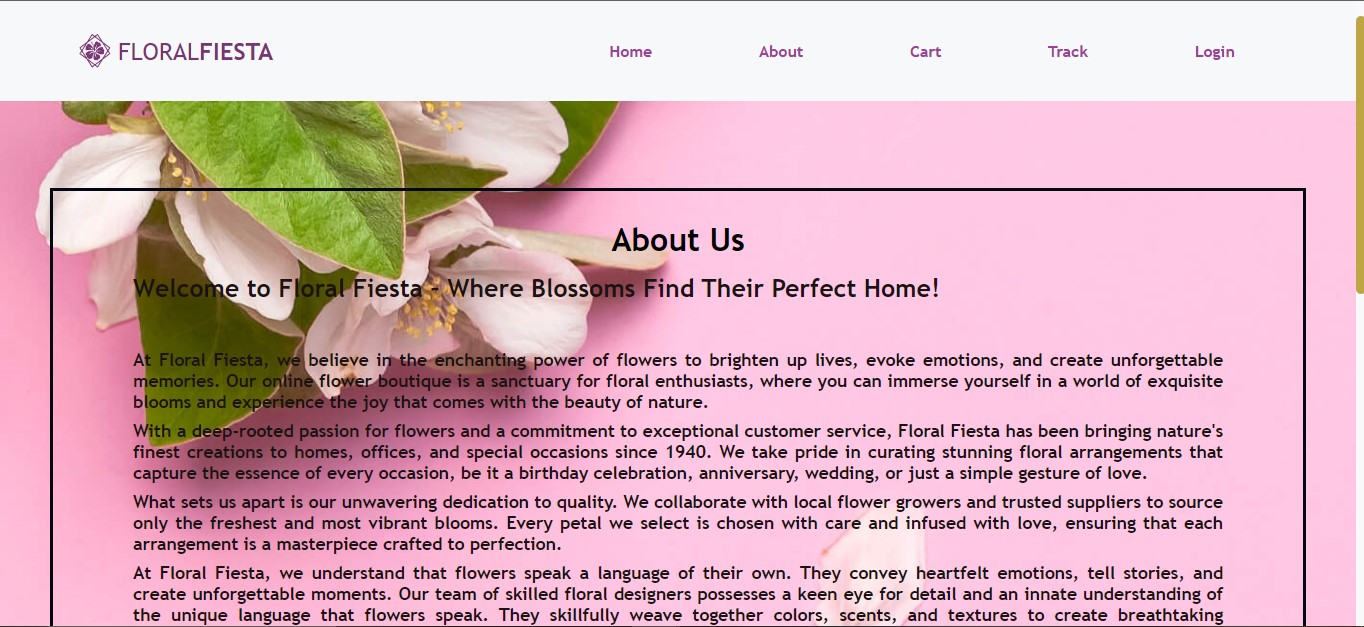 FLORALFIESTA
Home
About
Cart
Track
Login
About Us
Welcome to Floral Fiesta - Where Blossoms Find Their Perfect Home!
At Floral Fiesta, we believe in the enchanting power of flowers to brighten up lives, evoke emotions, and create unforgettable
memories. Our online flower boutique is a sanctuary for floral enthusiasts, where you can immerse yourself in a world of exquisite
blooms and experience the joy that comes with the beauty of nature.
With a deep-rooted passion for flowers and a commitment to exceptional customer service, Floral Fiesta has been bringing nature's
finest creations to homes, offices, and special occasions since 1940. We take pride in curating stunning floral arrangements that
capture the essence of every occasion, be it a birthday celebration, anniversary, wedding, or just a simple gesture of love.
What sets us apart is our unwavering dedication to quality. We collaborate with local flower growers and trusted suppliers to source
only the freshest and most vibrant blooms. Every petal we select is chosen with care and infused with love, ensuring that each
arrangement is a masterpiece crafted to perfection.
At Floral Fiesta, we understand that flowers speak a language of their own. They convey heartfelt emotions, tell stories, and
create unforgettable moments. Our team of skilled floral designers possesses a keen eye for detail and an innate understanding of
the unique language that flowers speak. They skillfully weave together colors, scents, and textures to create breathtaking